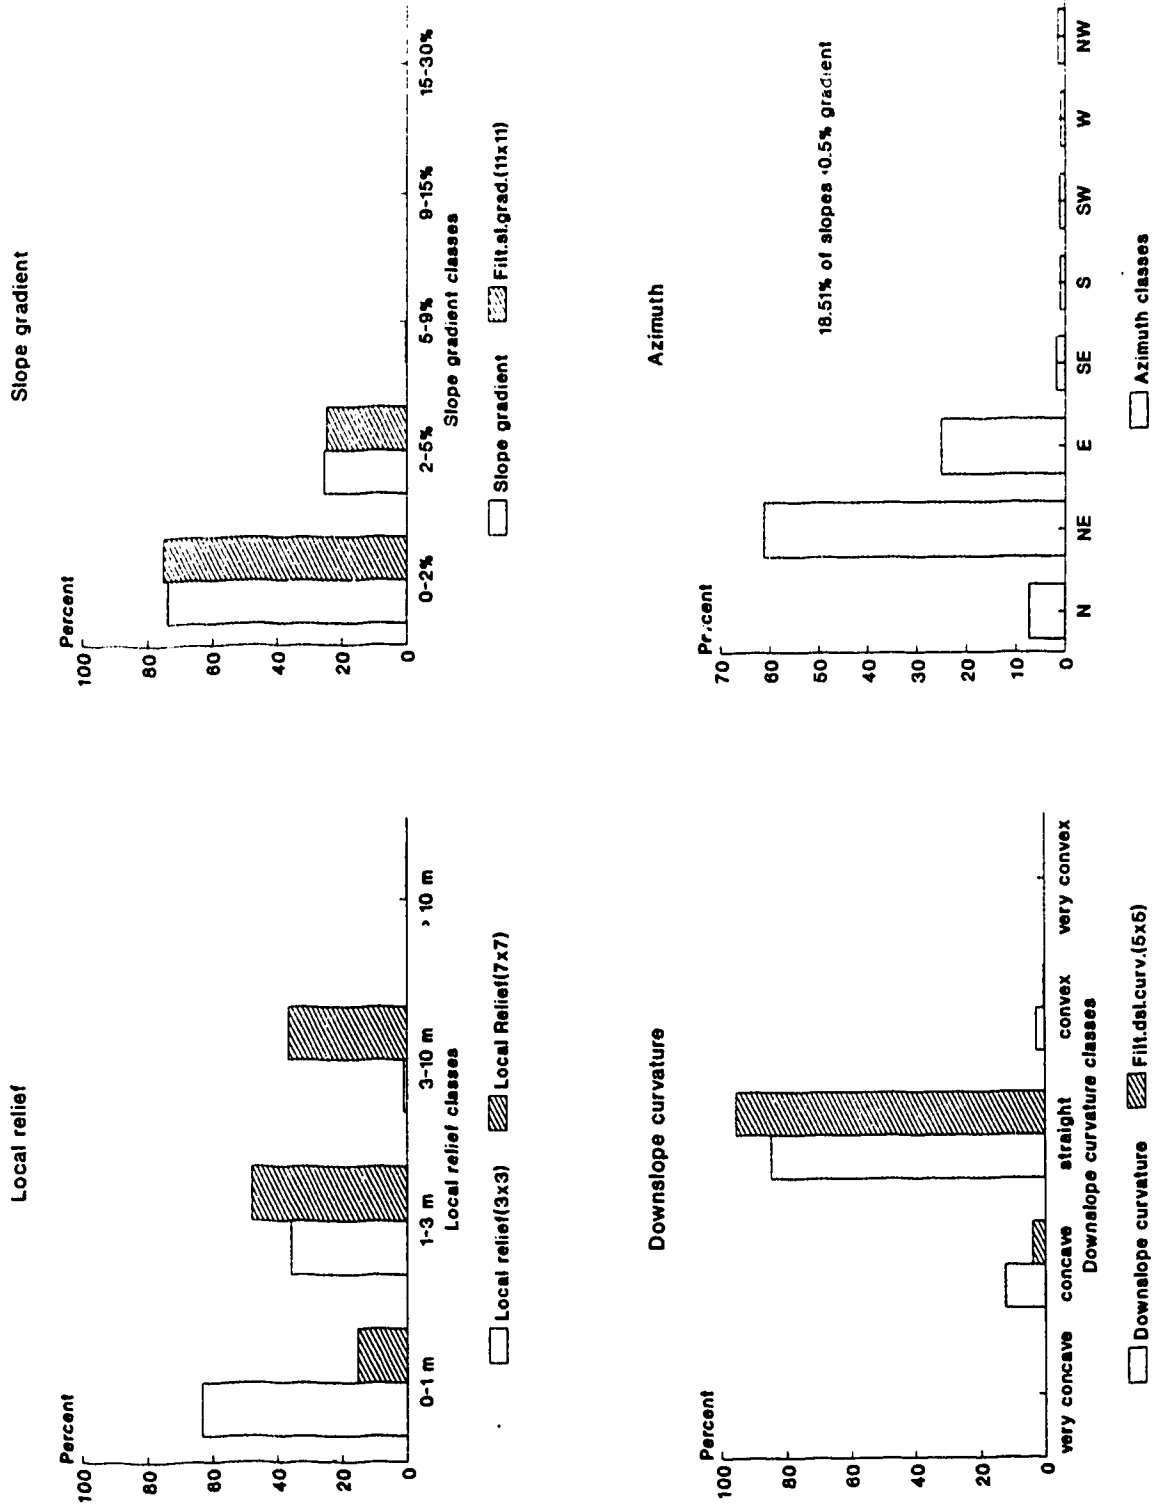 Local relief
Percent
100
80
60
40
20
0
0-1 m 1-3 m 3-10 m > 10 m
Local relief classes
Local relief(3x3) Local Relief(7x7)
Slope gradient
Percent
100
80
60
40
20
0
0-2% 2-5% 5-9% 9-15% 15-30%
Slope gradient classes
Slope gradient Filt.sl.grad.(11x11)
Downslope curvature
Percent
100
80
60
40
20
0
very concave concave straight convex very convex
Downslope curvature classes
Downslope curvature Filt.dsl.curv.(5x5)
Azimuth
Percent
70
60
50
40
30
20
10
0
18.51% of slopes <0.5% gradient
N NE E SE S SW W NW
Azimuth classes